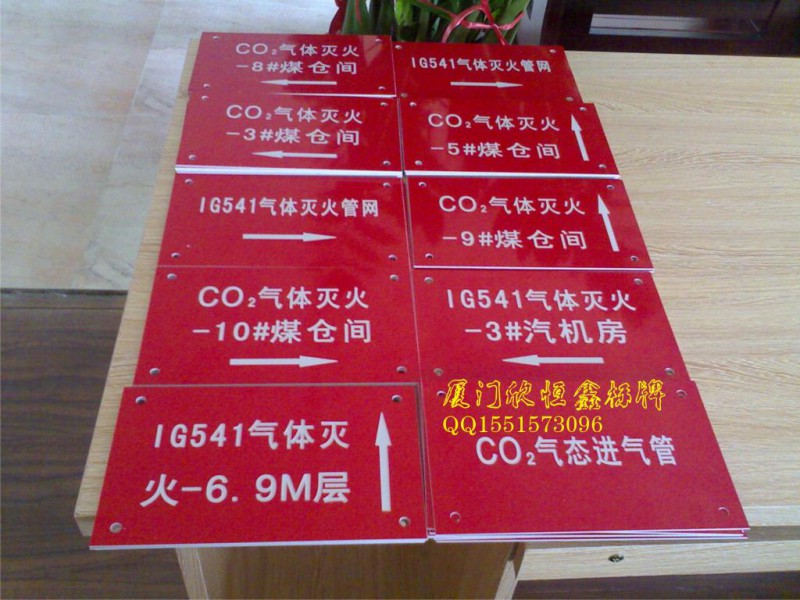 CO₂气体灭火
-8#煤仓间
IG541气体灭火管网
CO₂气体灭火
-3#煤仓间
CO₂气体灭火
-5#煤仓间
IG541气体灭火管网
CO₂气体灭火
-9#煤仓间
CO₂气体灭火
-10#煤仓间
IG541气体灭火
-3#汽机房
IG541气体灭
火-6.9M层
厦门欣恒鑫标牌
QQ1551573096
CO₂气态进气管